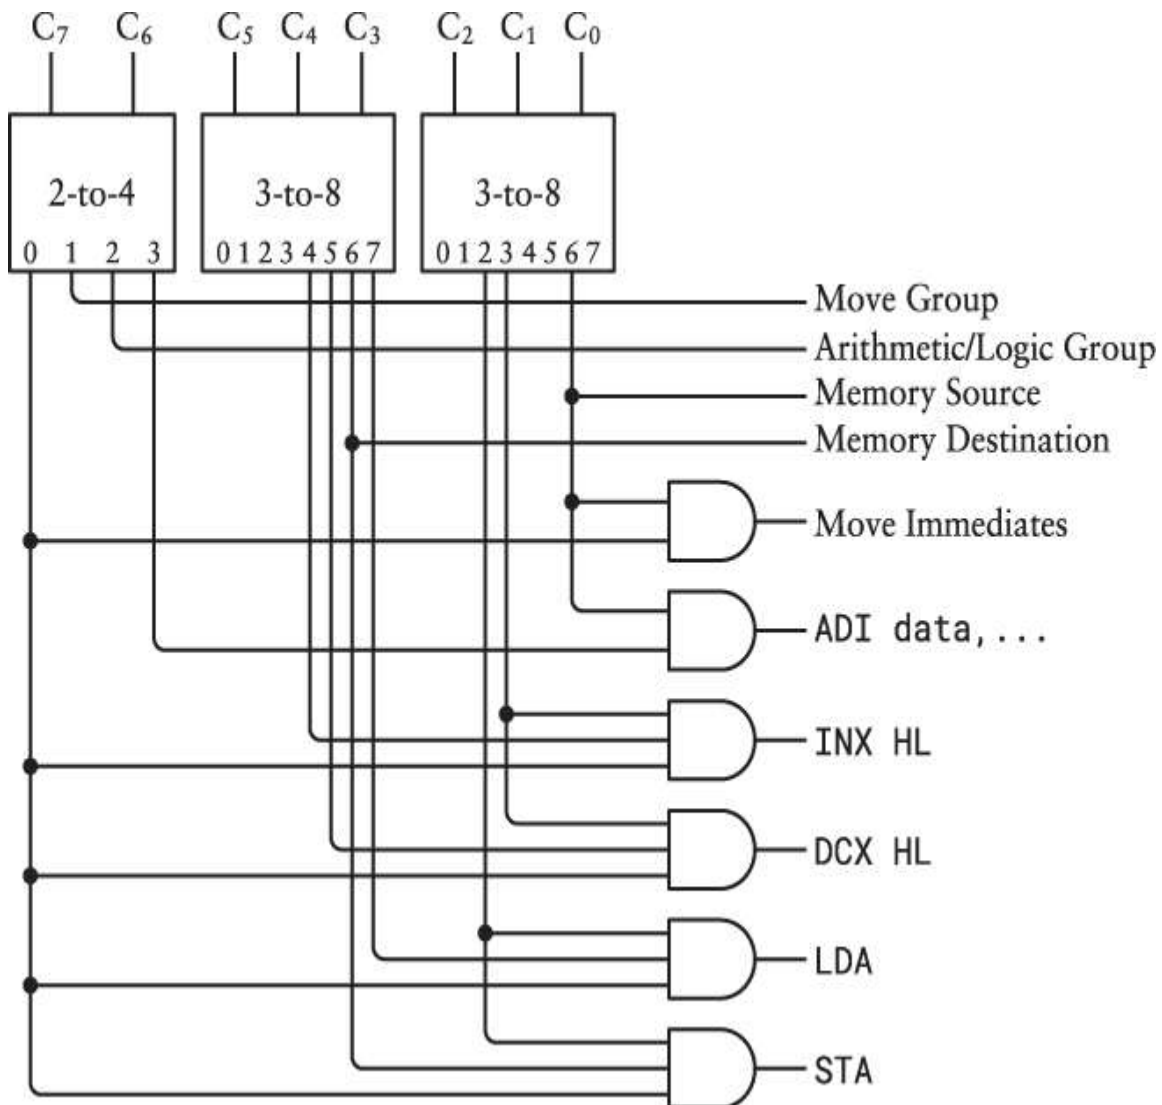 C₇ C₆ C₅ C₄ C₃ C₂ C₁ C₀
2-to-4 3-to-8 3-to-8
0 1 2 3 0 1 2 3 4 5 6 7 0 1 2 3 4 5 6 7
Move Group
Arithmetic/Logic Group
Memory Source
Memory Destination
Move Immediates
ADI data,...
INX HL
DCX HL
LDA
STA